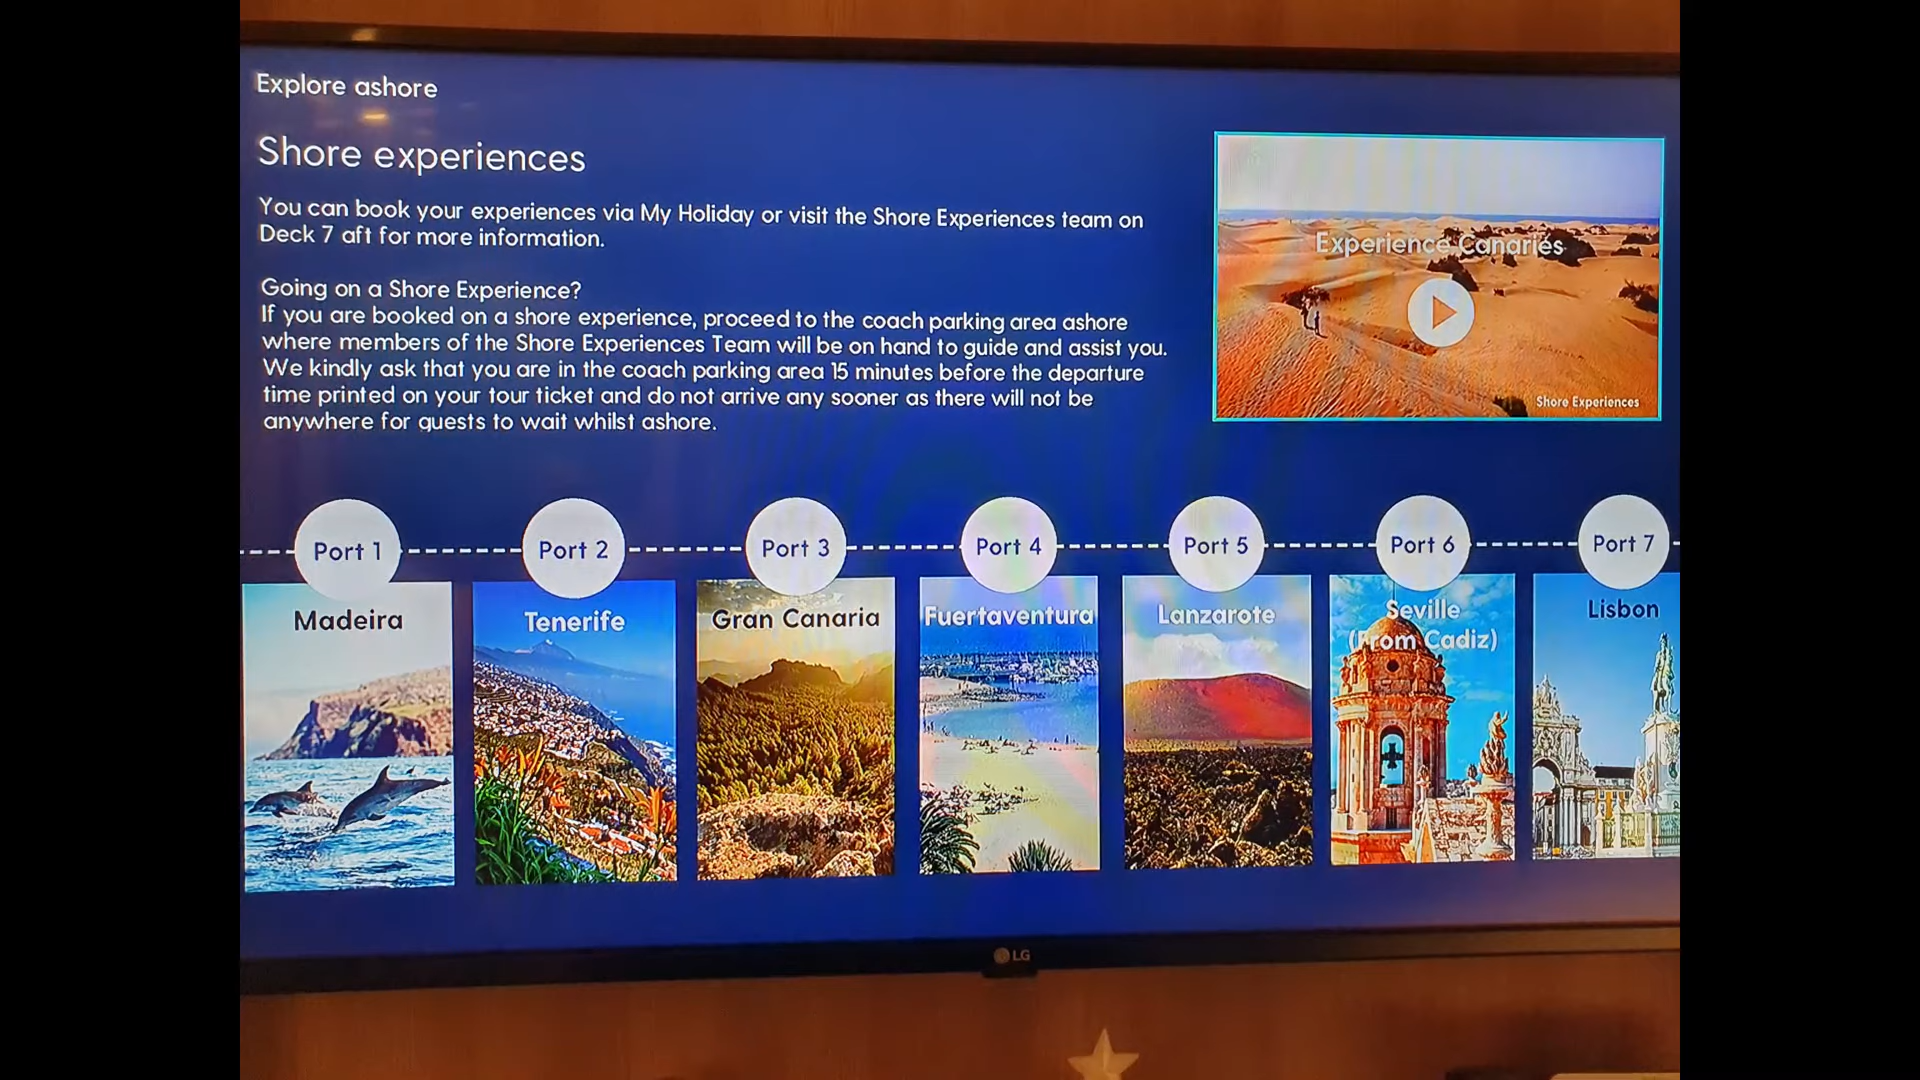 Explore ashore
Shore experiences
You can book your experiences via My Holiday or visit the Shore Experiences team on
Deck 7 aft for more information.
Going on a Shore Experience?
If you are booked on a shore experience, proceed to the coach parking area ashore
where members of the Shore Experiences Team will be on hand to guide and assist you.
We kindly ask that you are in the coach parking area 15 minutes before the departure
time printed on your tour ticket and do not arrive any sooner as there will not be
anywhere for guests to wait whilst ashore.
Experience Canaries
Shore Experiences
Port 1
Port 2
Port 3
Port 4
Port 5
Port 6
Port 7
Madeira
Tenerife
Gran Canaria
Fuertaventura
Lanzarote
Seville
(From Cadiz)
Lisbon
LG